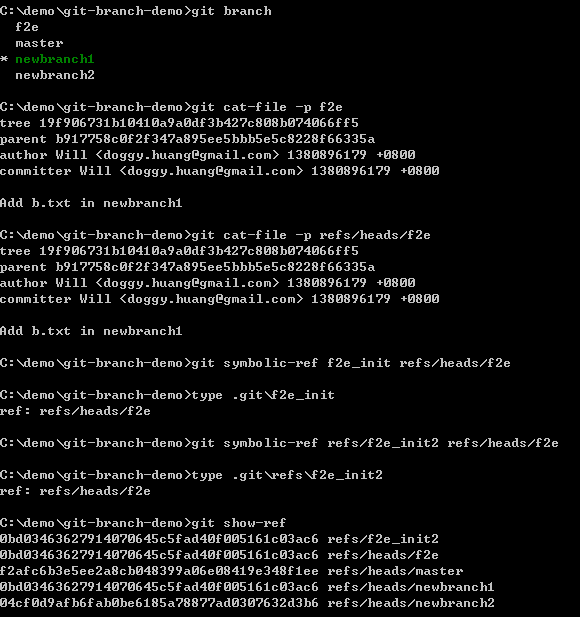 C:\demo\git-branch-demo>git branch
  f2e
  master
* newbranch1
  newbranch2
C:\demo\git-branch-demo>git cat-file -p f2e
tree 19f906731b10410a9a0df3b427c808b074066ff5
parent b917758c0f2f347a895ee5bbb5e5c8228f66335a
author Will <doggy.huang@gmail.com> 1380896179 +0800
committer Will <doggy.huang@gmail.com> 1380896179 +0800
Add b.txt in newbranch1
C:\demo\git-branch-demo>git cat-file -p refs/heads/f2e
tree 19f906731b10410a9a0df3b427c808b074066ff5
parent b917758c0f2f347a895ee5bbb5e5c8228f66335a
author Will <doggy.huang@gmail.com> 1380896179 +0800
committer Will <doggy.huang@gmail.com> 1380896179 +0800
Add b.txt in newbranch1
C:\demo\git-branch-demo>git symbolic-ref f2e_init refs/heads/f2e
C:\demo\git-branch-demo>type .git\f2e_init
ref: refs/heads/f2e
C:\demo\git-branch-demo>git symbolic-ref refs/f2e_init2 refs/heads/f2e
C:\demo\git-branch-demo>type .git\refs\f2e_init2
ref: refs/heads/f2e
C:\demo\git-branch-demo>git show-ref
0bd03463627914070645c5fad40f005161c03ac6 refs/f2e_init2
0bd03463627914070645c5fad40f005161c03ac6 refs/heads/f2e
f2afc6b3e5ee2a8cb048399a06e08419e348f1ee refs/heads/master
0bd03463627914070645c5fad40f005161c03ac6 refs/heads/newbranch1
04cf0d9afb6fab0be6185a78877ad0307632d3b6 refs/heads/newbranch2